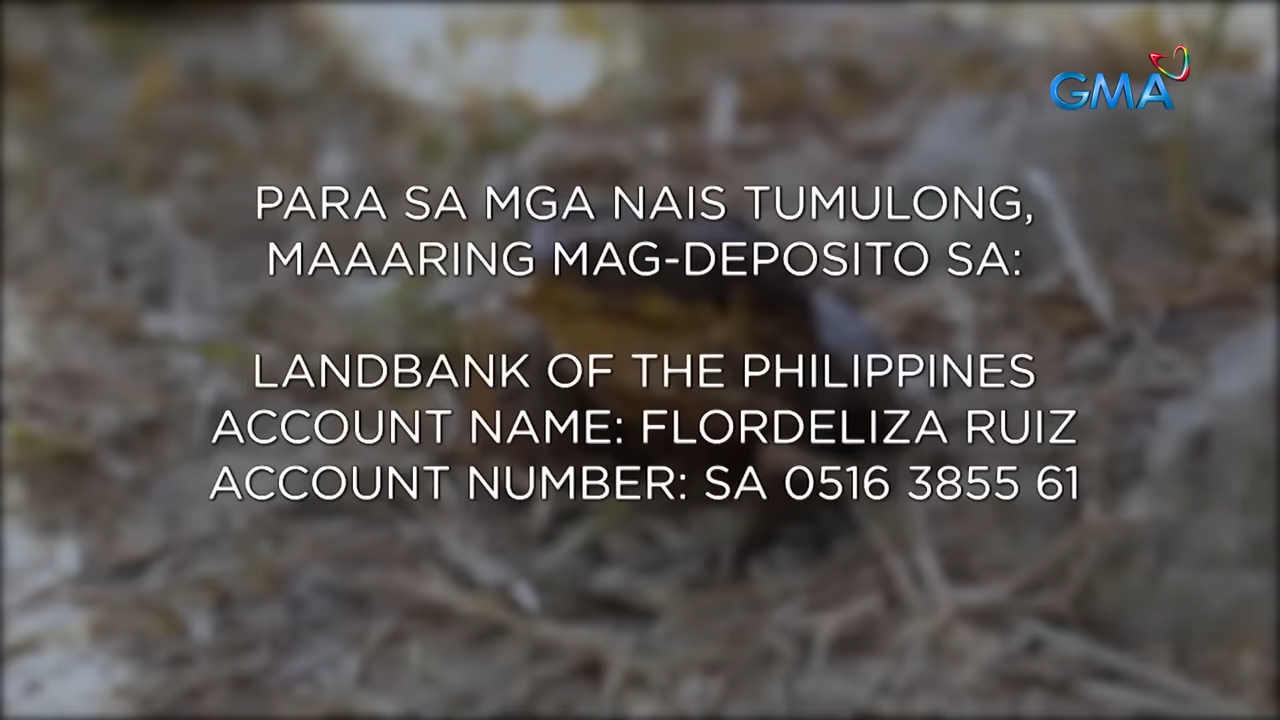 GMA
PARA SA MGA NAIS TUMULONG,
MAAARING MAG-DEPOSITO SA:
LANDBANK OF THE PHILIPPINES
ACCOUNT NAME: FLORDELIZA RUIZ
ACCOUNT NUMBER: SA 0516 3855 61